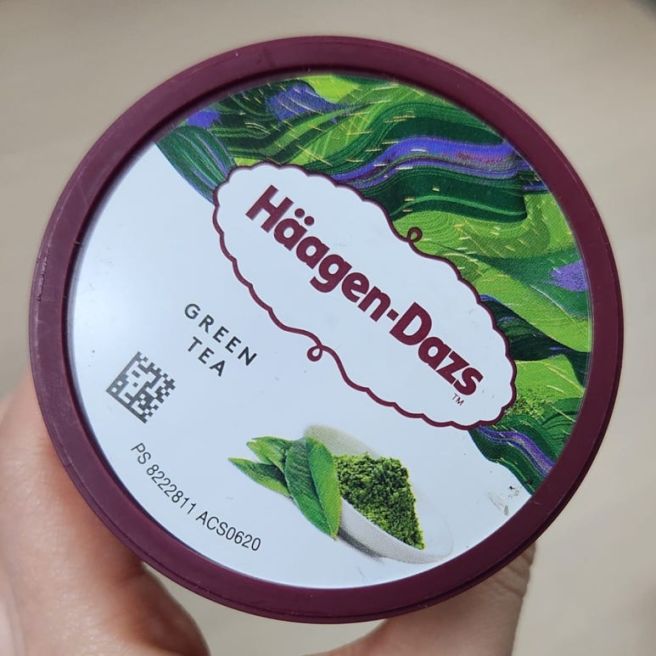 Häagen-Dazs
TM
GREEN
TEA
PS 8222811 ACS0620